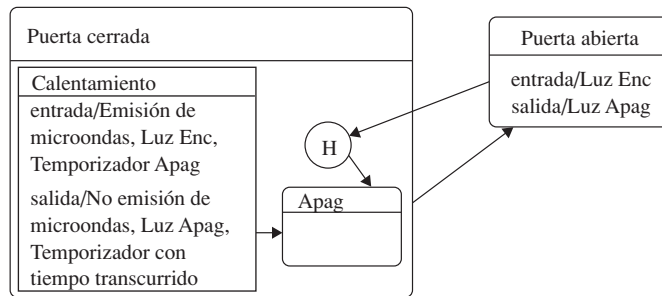 Puerta cerrada
Calentamiento
entrada/Emisión de
microondas, Luz Enc,
Temporizador Apag
salida/No emisión de
microondas, Luz Apag,
Temporizador con
tiempo transcurrido
H
Apag
Puerta abierta
entrada/Luz Enc
salida/Luz Apag